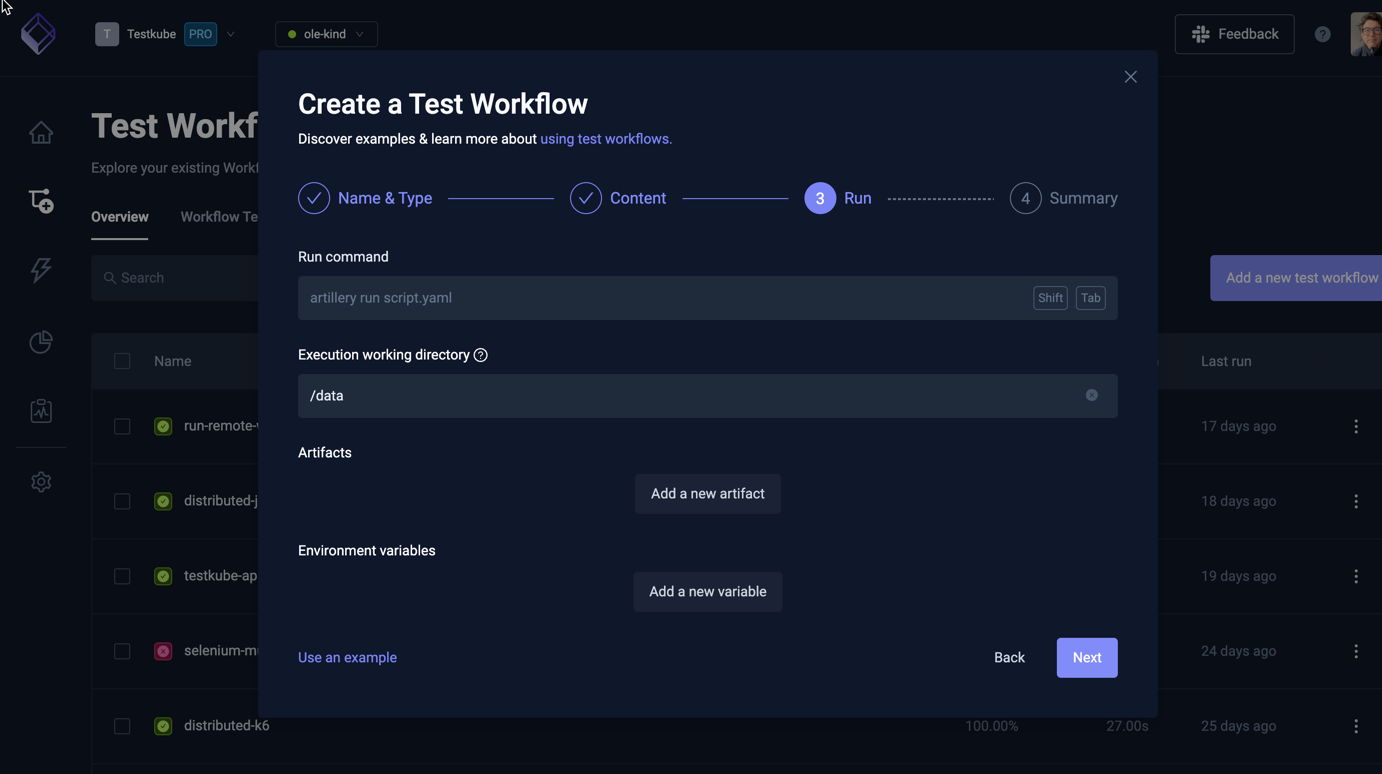 T Testkube PRO
ole-kind
Feedback
?
Test Workf
Explore your existing Workf
Overview
Workflow Te
Search
Add a new test workflow
Name
Last run
run-remote-
17 days ago
distributed-j
18 days ago
testkube-ap
19 days ago
selenium-mu
24 days ago
distributed-k6
100.00%
27.00s
25 days ago
Create a Test Workflow
Discover examples & learn more about using test workflows.
Name & Type
Content
3 Run
4 Summary
Run command
artillery run script.yaml
Shift Tab
Execution working directory ?
/data
Artifacts
Add a new artifact
Environment variables
Add a new variable
Use an example
Back
Next